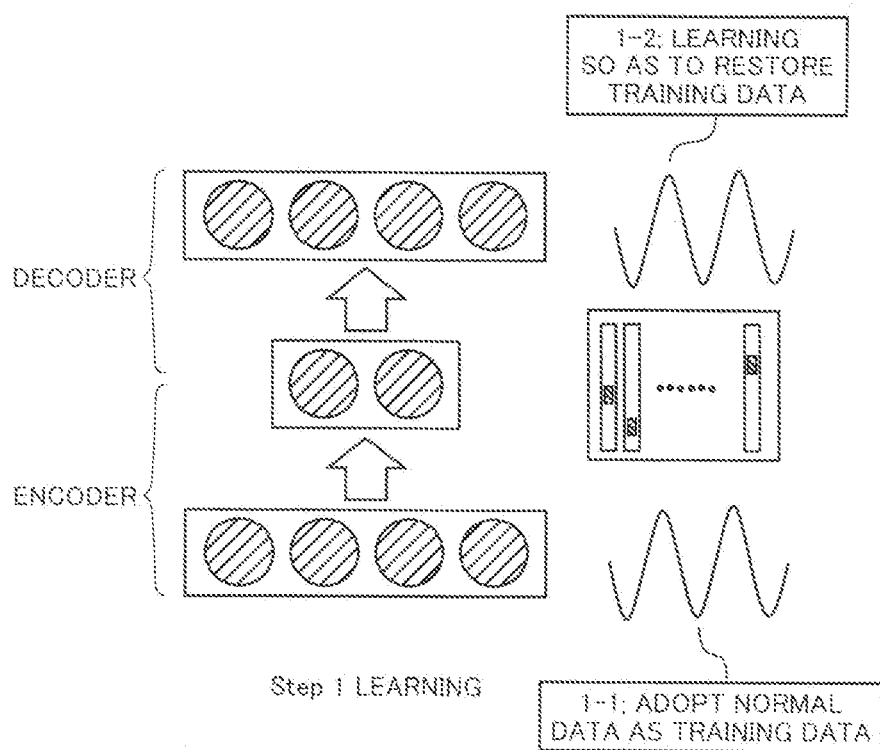 1-2; LEARNING
SO AS TO RESTORE
TRAINING DATA
DECODER
ENCODER
Step 1 LEARNING
1-1; ADOPT NORMAL
DATA AS TRAINING DATA